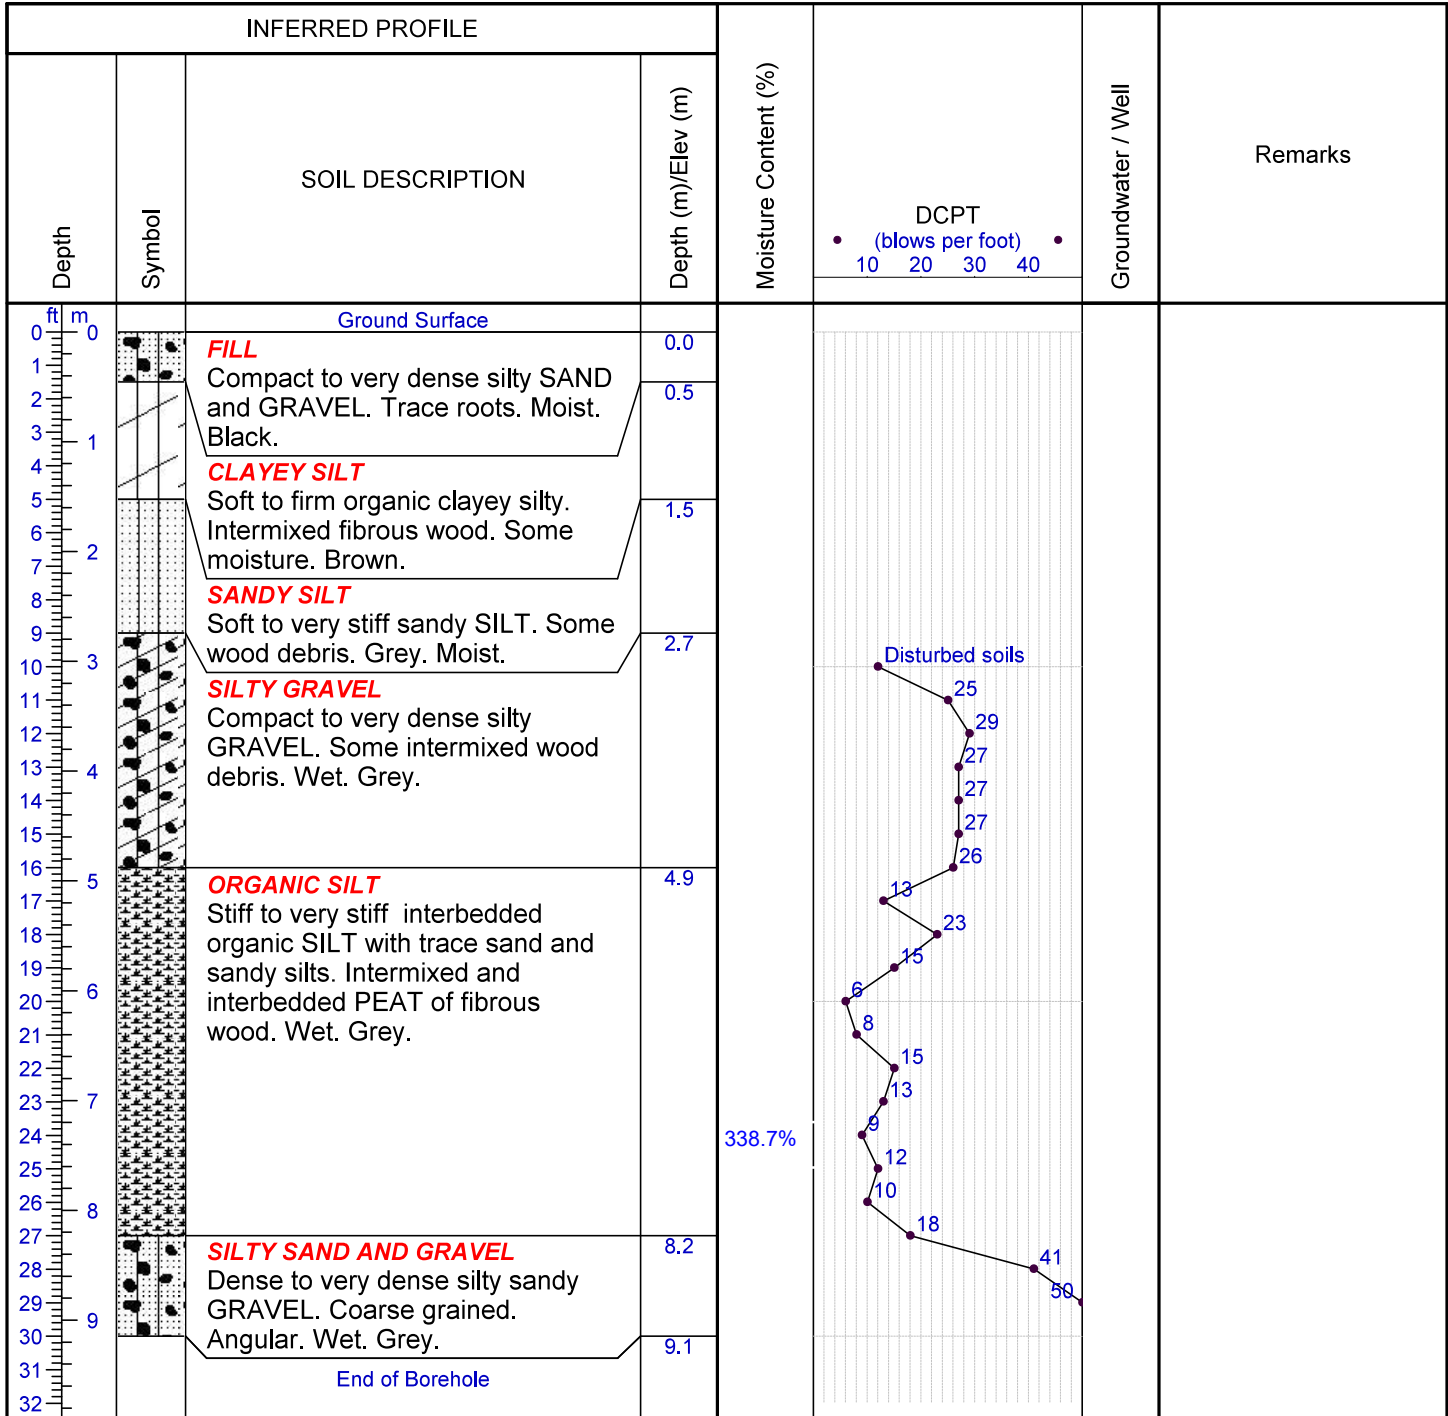 INFERRED PROFILE
Depth
Symbol
SOIL DESCRIPTION
Depth (m)/Elev (m)
Moisture Content (%)
DCPT
(blows per foot)
10 20 30 40
Groundwater / Well
Remarks
ft m
0 0
1
2
3
1
4
5
6
2
7
8
9
3
10
11
12
13
4
14
15
16
5
17
18
19
6
20
21
22
23 7
24
25
26
8
27
28
29
9
30
31
32
Ground Surface
FILL
Compact to very dense silty SAND
and GRAVEL. Trace roots. Moist.
Black.
CLAYEY SILT
Soft to firm organic clayey silty.
Intermixed fibrous wood. Some
moisture. Brown.
SANDY SILT
Soft to very stiff sandy SILT. Some
wood debris. Grey. Moist.
SILTY GRAVEL
Compact to very dense silty
GRAVEL. Some intermixed wood
debris. Wet. Grey.
ORGANIC SILT
Stiff to very stiff interbedded
organic SILT with trace sand and
sandy silts. Intermixed and
interbedded PEAT of fibrous
wood. Wet. Grey.
SILTY SAND AND GRAVEL
Dense to very dense silty sandy
GRAVEL. Coarse grained.
Angular. Wet. Grey.
End of Borehole
0.0
0.5
1.5
2.7
4.9
8.2
9.1
338.7%
Disturbed soils
25
29
27
27
27
26
13
23
15
6
8
15
13
9
12
10
18
41
50